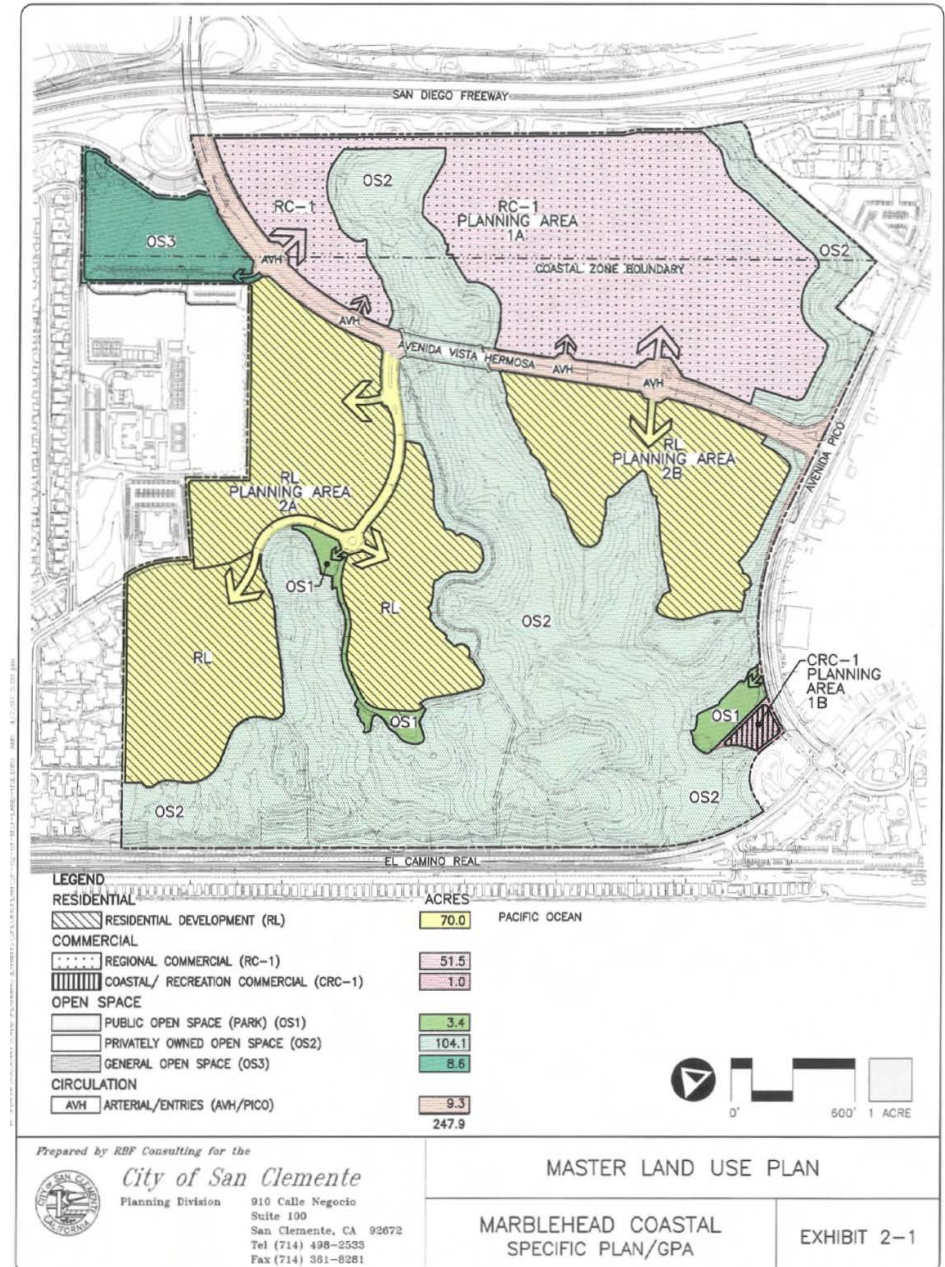 SAN DIEGO FREEWAY
OS2
RC-1
RC-1
PLANNING AREA
1A
OS3
OS2
AVH
COASTAL ZONE BOUNDARY
AVH
AVENIDA VISTA HERMOSA
AVH
AVH
AVENIDA PICO
RL
PLANNING AREA
2B
RL
PLANNING AREA
2A
OS1
RL
OS2
RL
CRC-1
PLANNING
AREA
1B
OS1
OS1
OS2
OS2
EL CAMINO REAL
LEGEND
RESIDENTIAL ACRES
RESIDENTIAL DEVELOPMENT (RL) 70.0 PACIFIC OCEAN
COMMERCIAL
REGIONAL COMMERCIAL (RC-1) 51.5
COASTAL/ RECREATION COMMERCIAL (CRC-1) 1.0
OPEN SPACE
PUBLIC OPEN SPACE (PARK) (OS1) 3.4
PRIVATELY OWNED OPEN SPACE (OS2) 104.1
GENERAL OPEN SPACE (OS3) 8.6
CIRCULATION
AVH ARTERIAL/ENTRIES (AVH/PICO) 9.3
247.9
0' 600' 1 ACRE
Prepared by RBF Consulting for the
City of San Clemente
Planning Division 910 Calle Negocio
Suite 100
San Clemente, CA 92672
Tel (714) 498-2533
Fax (714) 361-8281
CITY OF SAN CLEMENTE
CALIFORNIA
MASTER LAND USE PLAN
MARBLEHEAD COASTAL
SPECIFIC PLAN/GPA
EXHIBIT 2-1